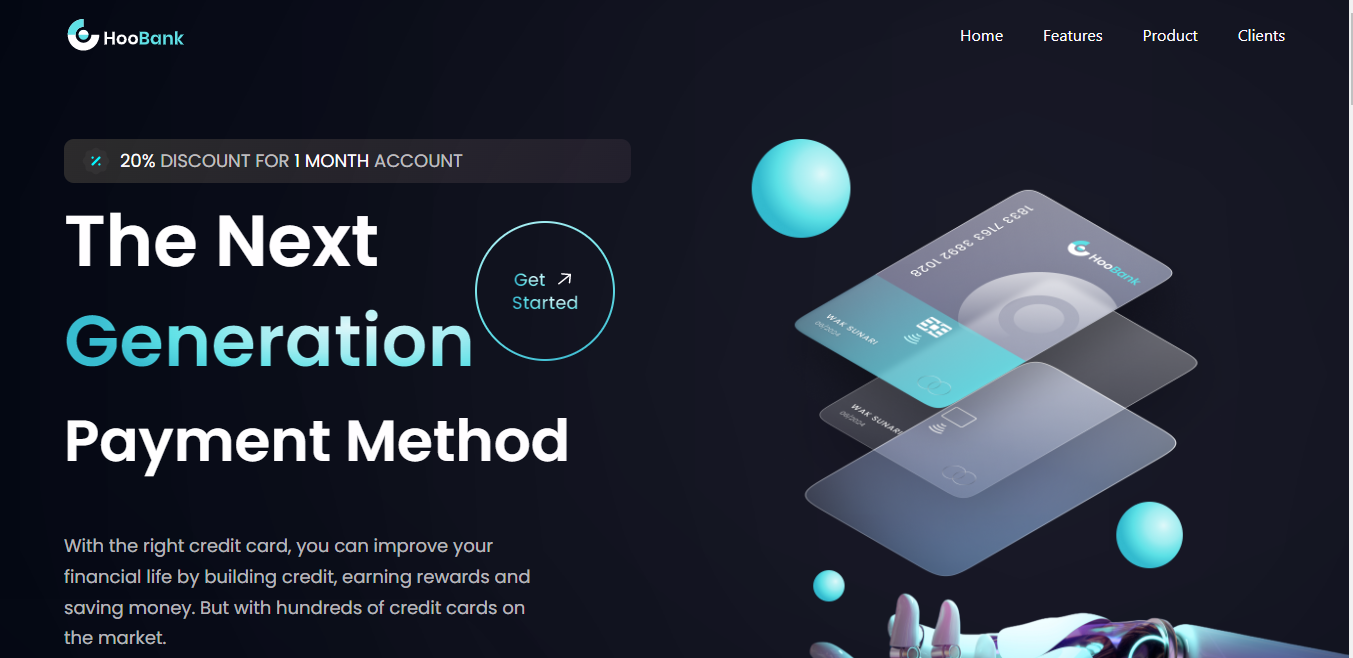 HooBank
Home Features Product Clients
20% DISCOUNT FOR 1 MONTH ACCOUNT
The Next
Generation
Payment Method
Get
Started
With the right credit card, you can improve your
financial life by building credit, earning rewards and
saving money. But with hundreds of credit cards on
the market.
1833 7163 3892 1028
HooBank
WAK SUNARI
06/2024
WAK SUNARI
06/2024